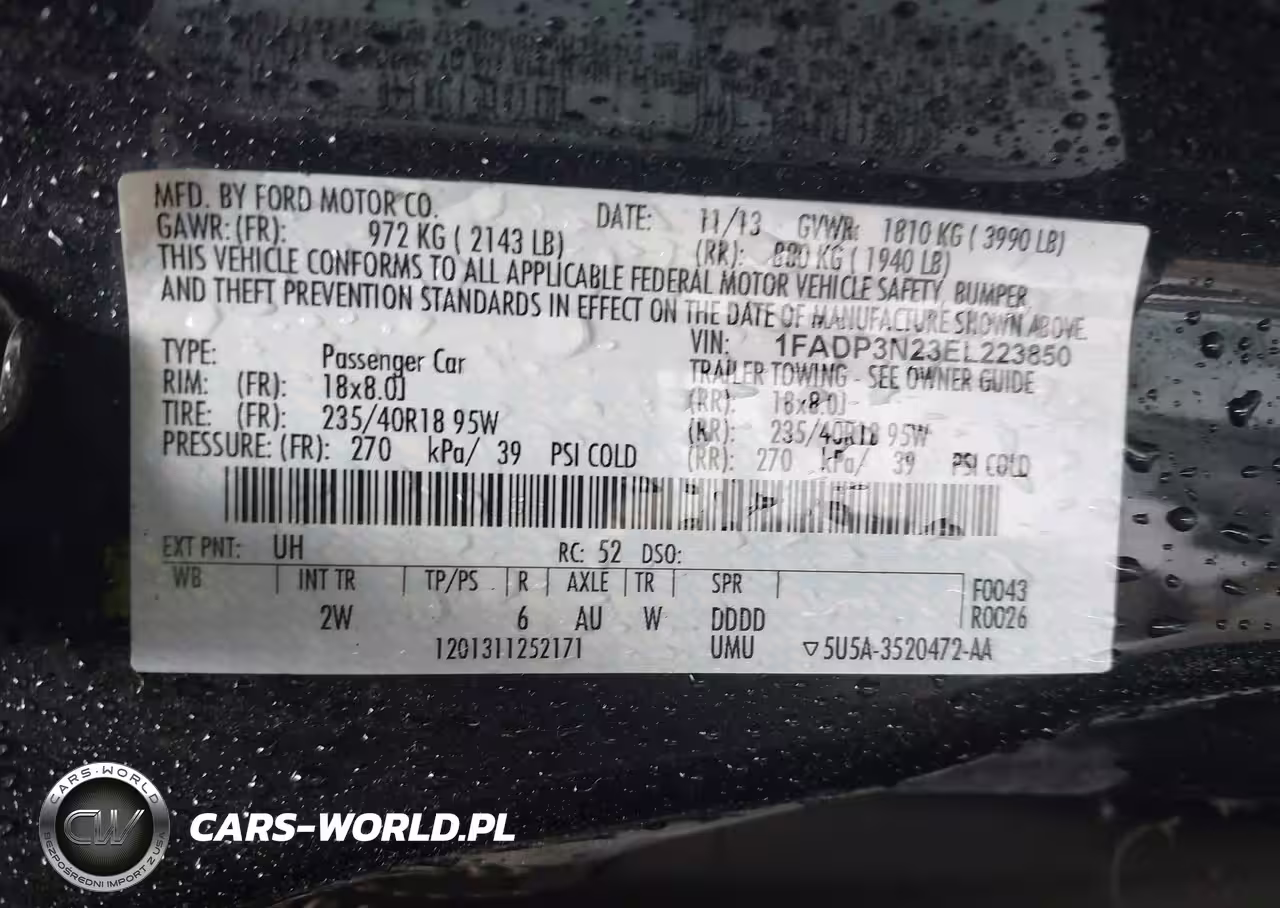 MFD. BY FORD MOTOR CO. DATE: 11/13 GVWR: 1810 KG ( 3990 LB)
GAWR: (FR): 972 KG ( 2143 LB) (RR): 880 KG ( 1940 LB)
THIS VEHICLE CONFORMS TO ALL APPLICABLE FEDERAL MOTOR VEHICLE SAFETY, BUMPER
AND THEFT PREVENTION STANDARDS IN EFFECT ON THE DATE OF MANUFACTURE SHOWN ABOVE.
VIN: 1FADP3N23EL223850
TYPE: Passenger Car TRAILER TOWING - SEE OWNER GUIDE
RIM: (FR): 18x8.0J (RR): 18x8.0J
TIRE: (FR): 235/40R18 95W (RR): 235/40R18 95W
PRESSURE: (FR): 270 kPa/ 39 PSI COLD (RR): 270 kPa/ 39 PSI COLD
EXT PNT: UH RC: 52 DSO:
WB INT TR TP/PS R AXLE TR SPR F0043
2W 6 AU W DDDD R0026
1201311252171 UMU ▽5U5A-3520472-AA
CARS-WORLD
CW
BEZPOŚREDNI IMPORT Z USA
CARS-WORLD.PL